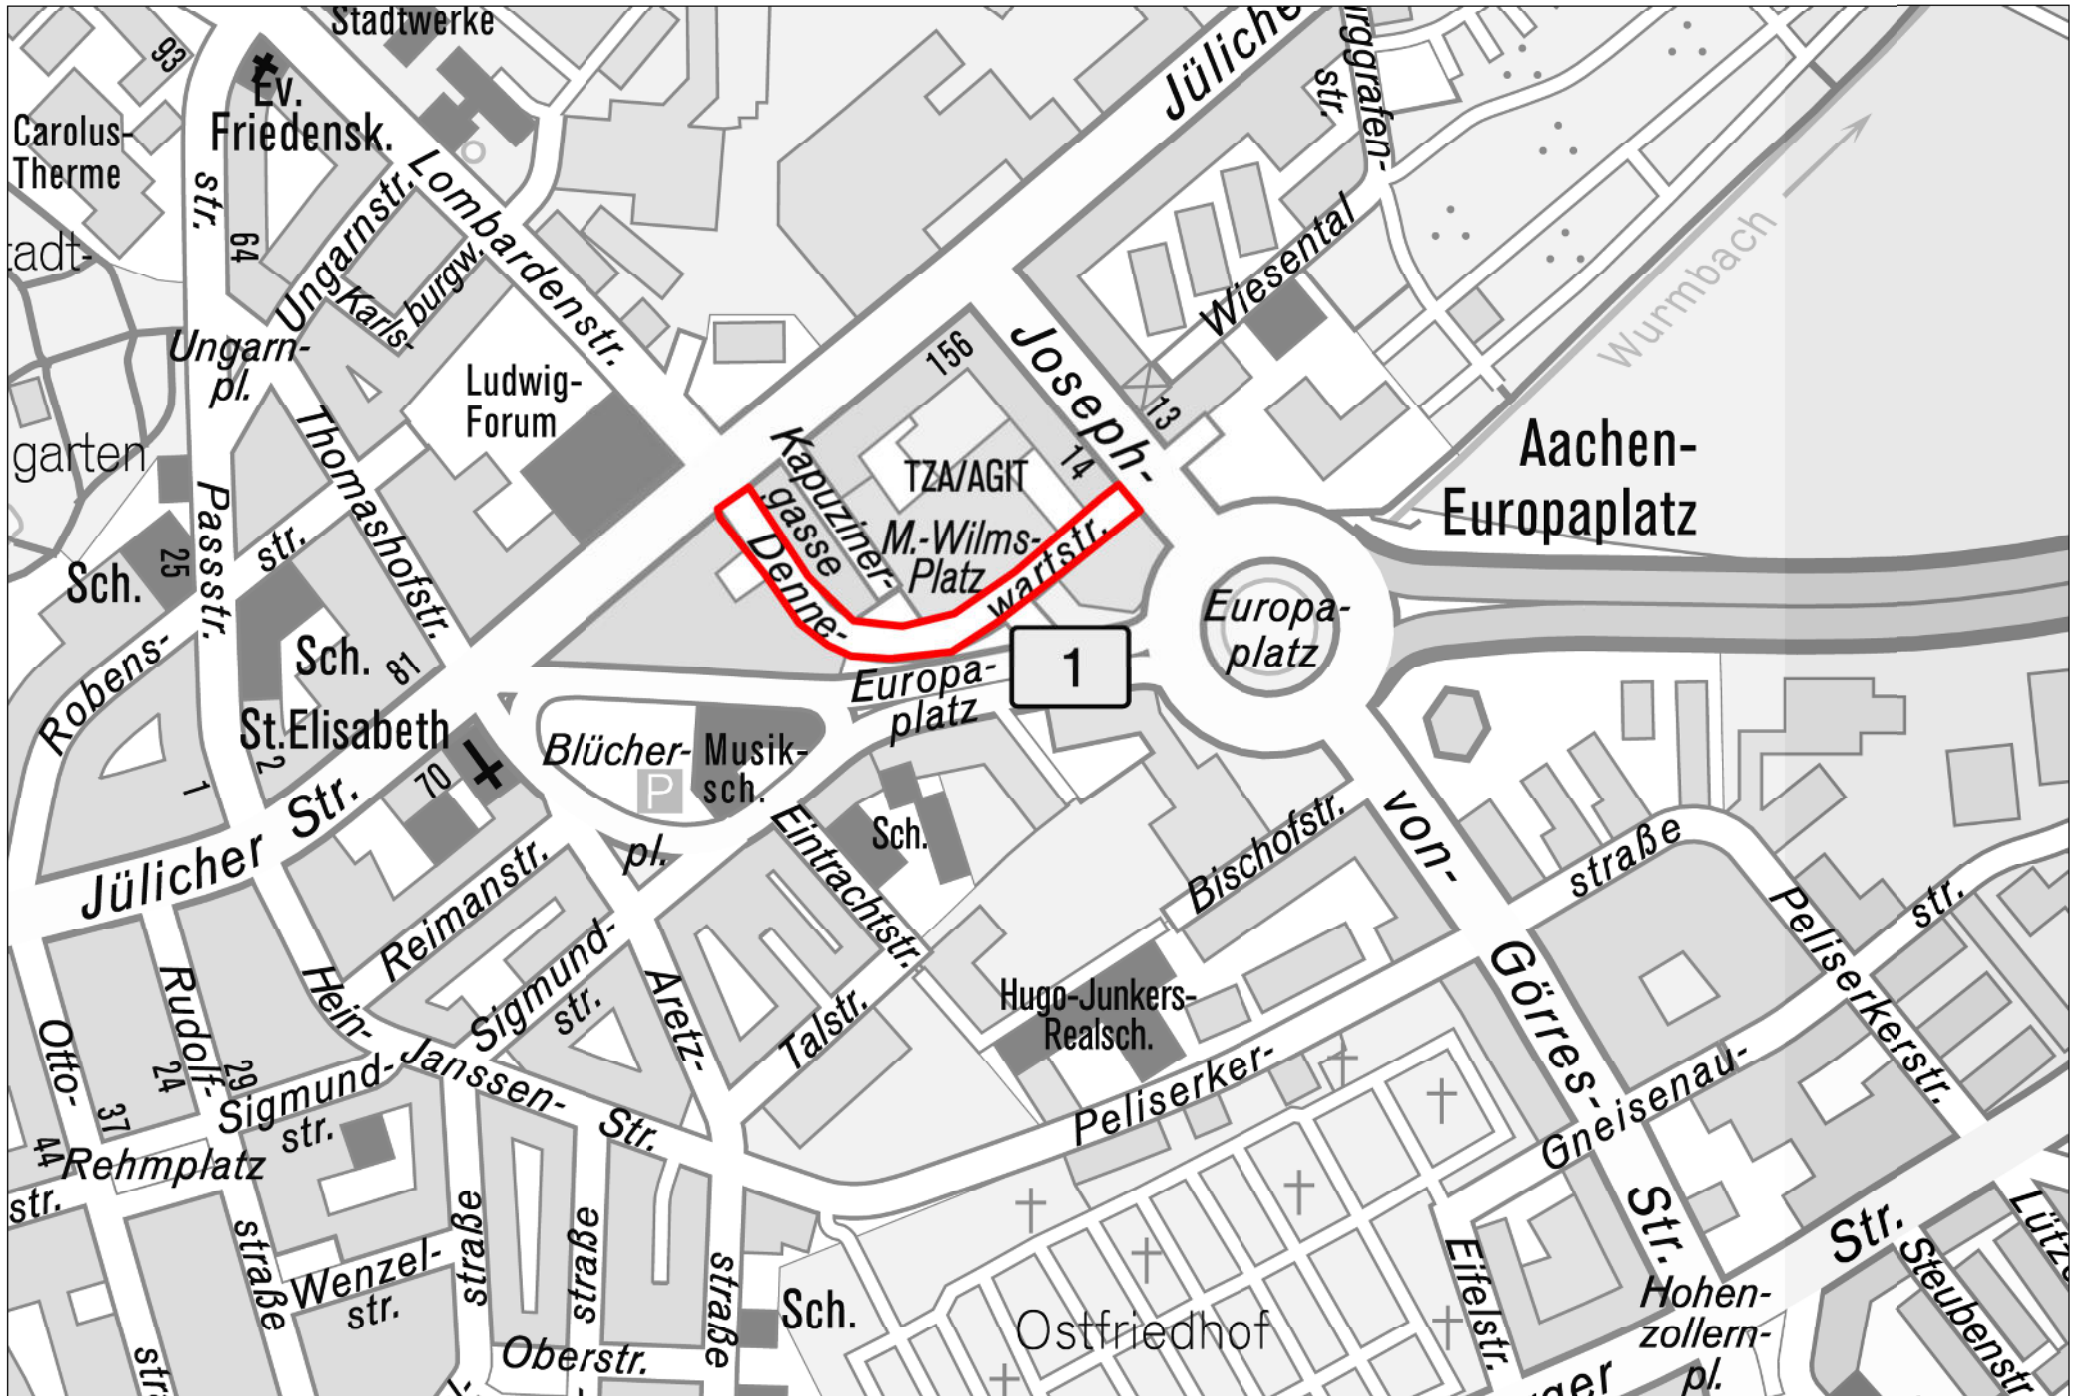 Stadtwerke
93
Ev.
Friedensk.
Carolus-
Therme
str.
64
Ungarnstr.
Lombardenstr.
Karls-
burgw.
Ungarn-
pl.
Ludwig-
Forum
garten
Thomashofstr.
Passstr.
25
Sch.
Robens-
str.
Sch.
81
St.Elisabeth
70
2
1
Jülicher Str.
Wiesental
str.
Wurmbach
156
Joseph-
13
14
TZA/AGIT
M.-Wilms-
Platz
Kapuziner-
gasse
Denne-
wartstr.
Aachen-
Europaplatz
Europa-
platz
1
Europa-
platz
Blücher-
pl.
P
Musik-
sch.
Sch.
Eintrachtstr.
Bischofstr.
von-
straße
Peliserkerstr.
str.
Reimanstr.
Sigmund-
str.
Hein-
Janssen-
Str.
Aretz-
straße
Talstr.
Hugo-Junkers-
Realsch.
Peliserker-
Görres-
Str.
Gneisenau-
Otto-
Rudolf-
straße
24
29
37
44
Sigmund-
str.
Rehmplatz
str.
Wenzel-
str.
straße
straße
Oberstr.
Sch.
Ostfriedhof
Eifelstr.
Hohen-
zollern-
pl.
Str.